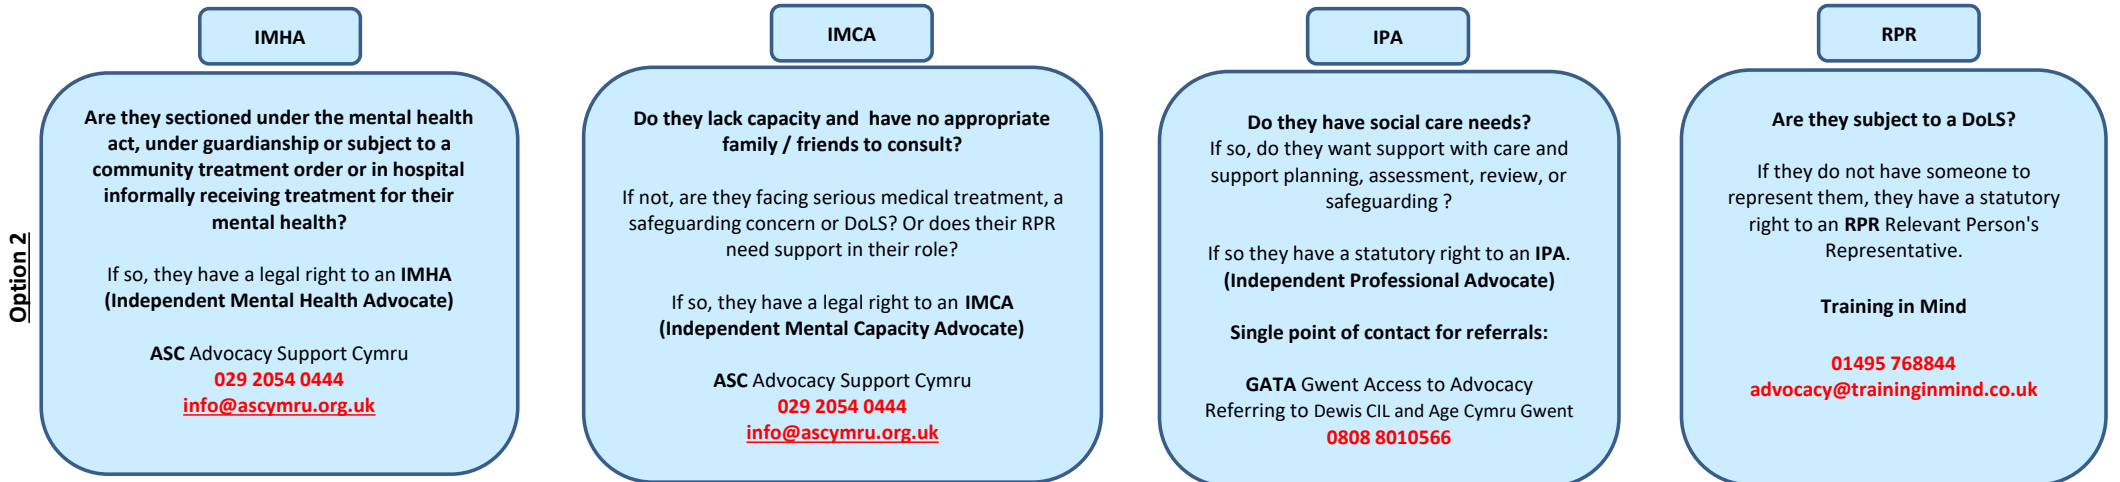 Option 2
IMHA
Are they sectioned under the mental health
act, under guardianship or subject to a
community treatment order or in hospital
informally receiving treatment for their
mental health?
If so, they have a legal right to an IMHA
(Independent Mental Health Advocate)
ASC Advocacy Support Cymru
029 2054 0444
info@ascymru.org.uk
IMCA
Do they lack capacity and have no appropriate
family / friends to consult?
If not, are they facing serious medical treatment, a
safeguarding concern or DoLS? Or does their RPR
need support in their role?
If so, they have a legal right to an IMCA
(Independent Mental Capacity Advocate)
ASC Advocacy Support Cymru
029 2054 0444
info@ascymru.org.uk
IPA
Do they have social care needs?
If so, do they want support with care and
support planning, assessment, review, or
safeguarding ?
If so they have a statutory right to an IPA.
(Independent Professional Advocate)
Single point of contact for referrals:
GATA Gwent Access to Advocacy
Referring to Dewis CIL and Age Cymru Gwent
0808 8010566
RPR
Are they subject to a DoLS?
If they do not have someone to
represent them, they have a statutory
right to an RPR Relevant Person's
Representative.
Training in Mind
01495 768844
advocacy@traininginmind.co.uk